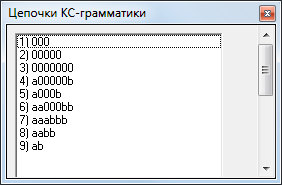 Цепочки КС-грамматики
1) 000
2) 00000
3) 0000000
4) a00000b
5) a000b
6) aa000bb
7) aaabbb
8) aabb
9) ab